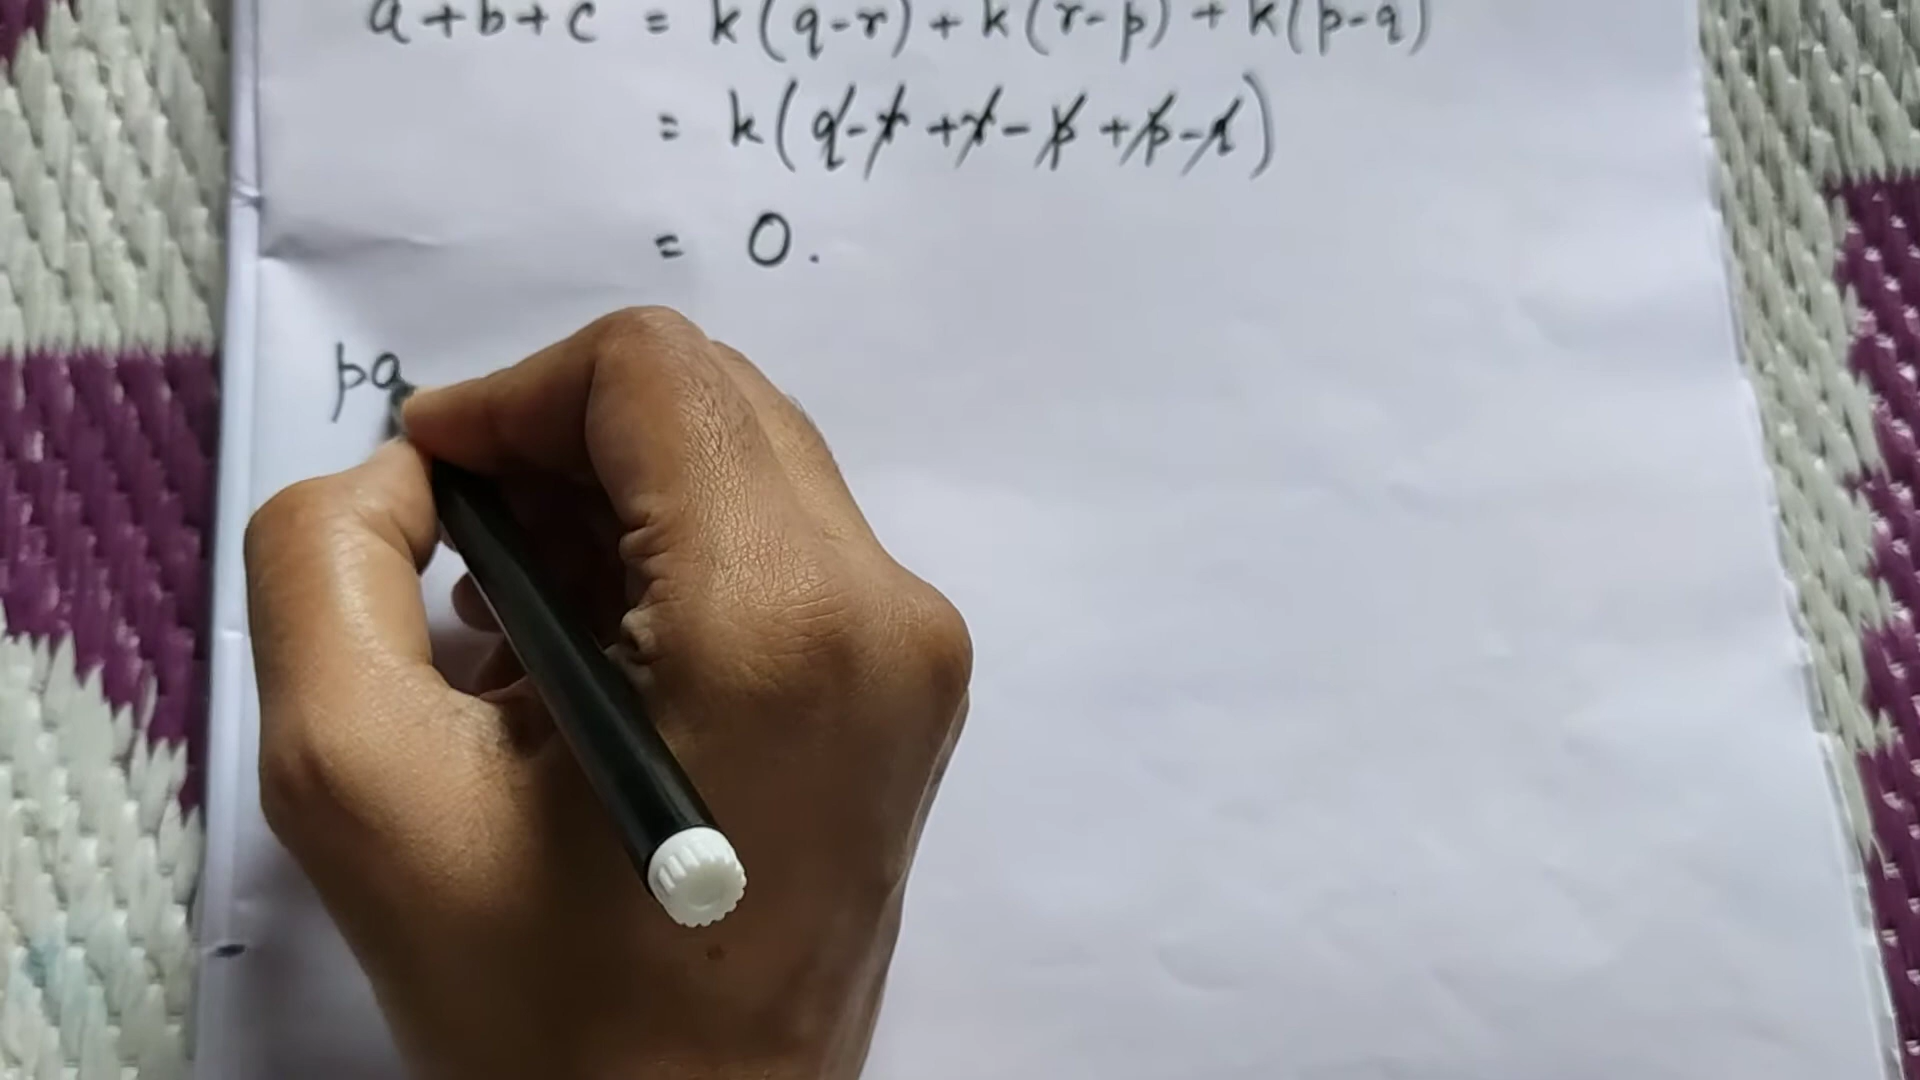 a+b+c = k(q-r)+k(r-p)+k(p-q)
= k(q-r+r-p+p-q)
= 0.
pa